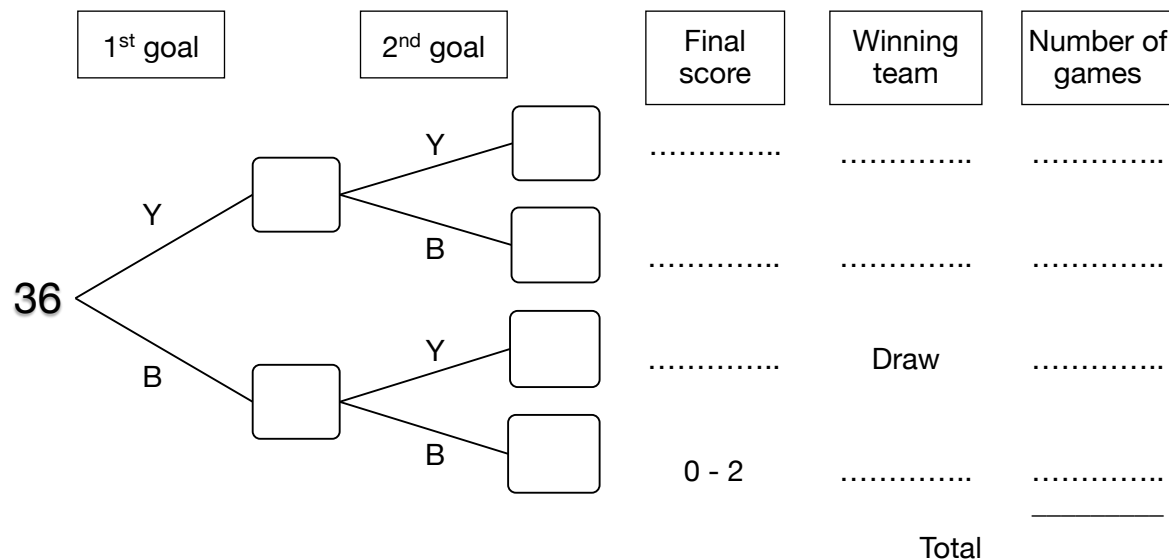 1st goal
2nd goal
Final
score
Winning
team
Number of
games
Y
………….. ………….. …………..
Y
B
………….. ………….. …………..
36
Y
B
………….. Draw …………..
B
0 - 2 ………….. …………..
Total